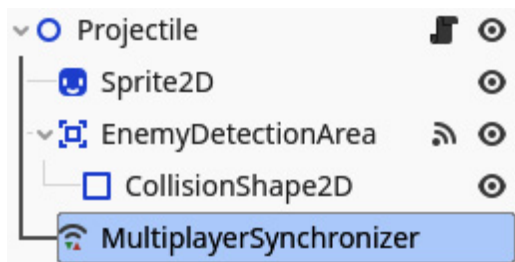 Projectile
Sprite2D
EnemyDetectionArea
CollisionShape2D
MultiplayerSynchronizer